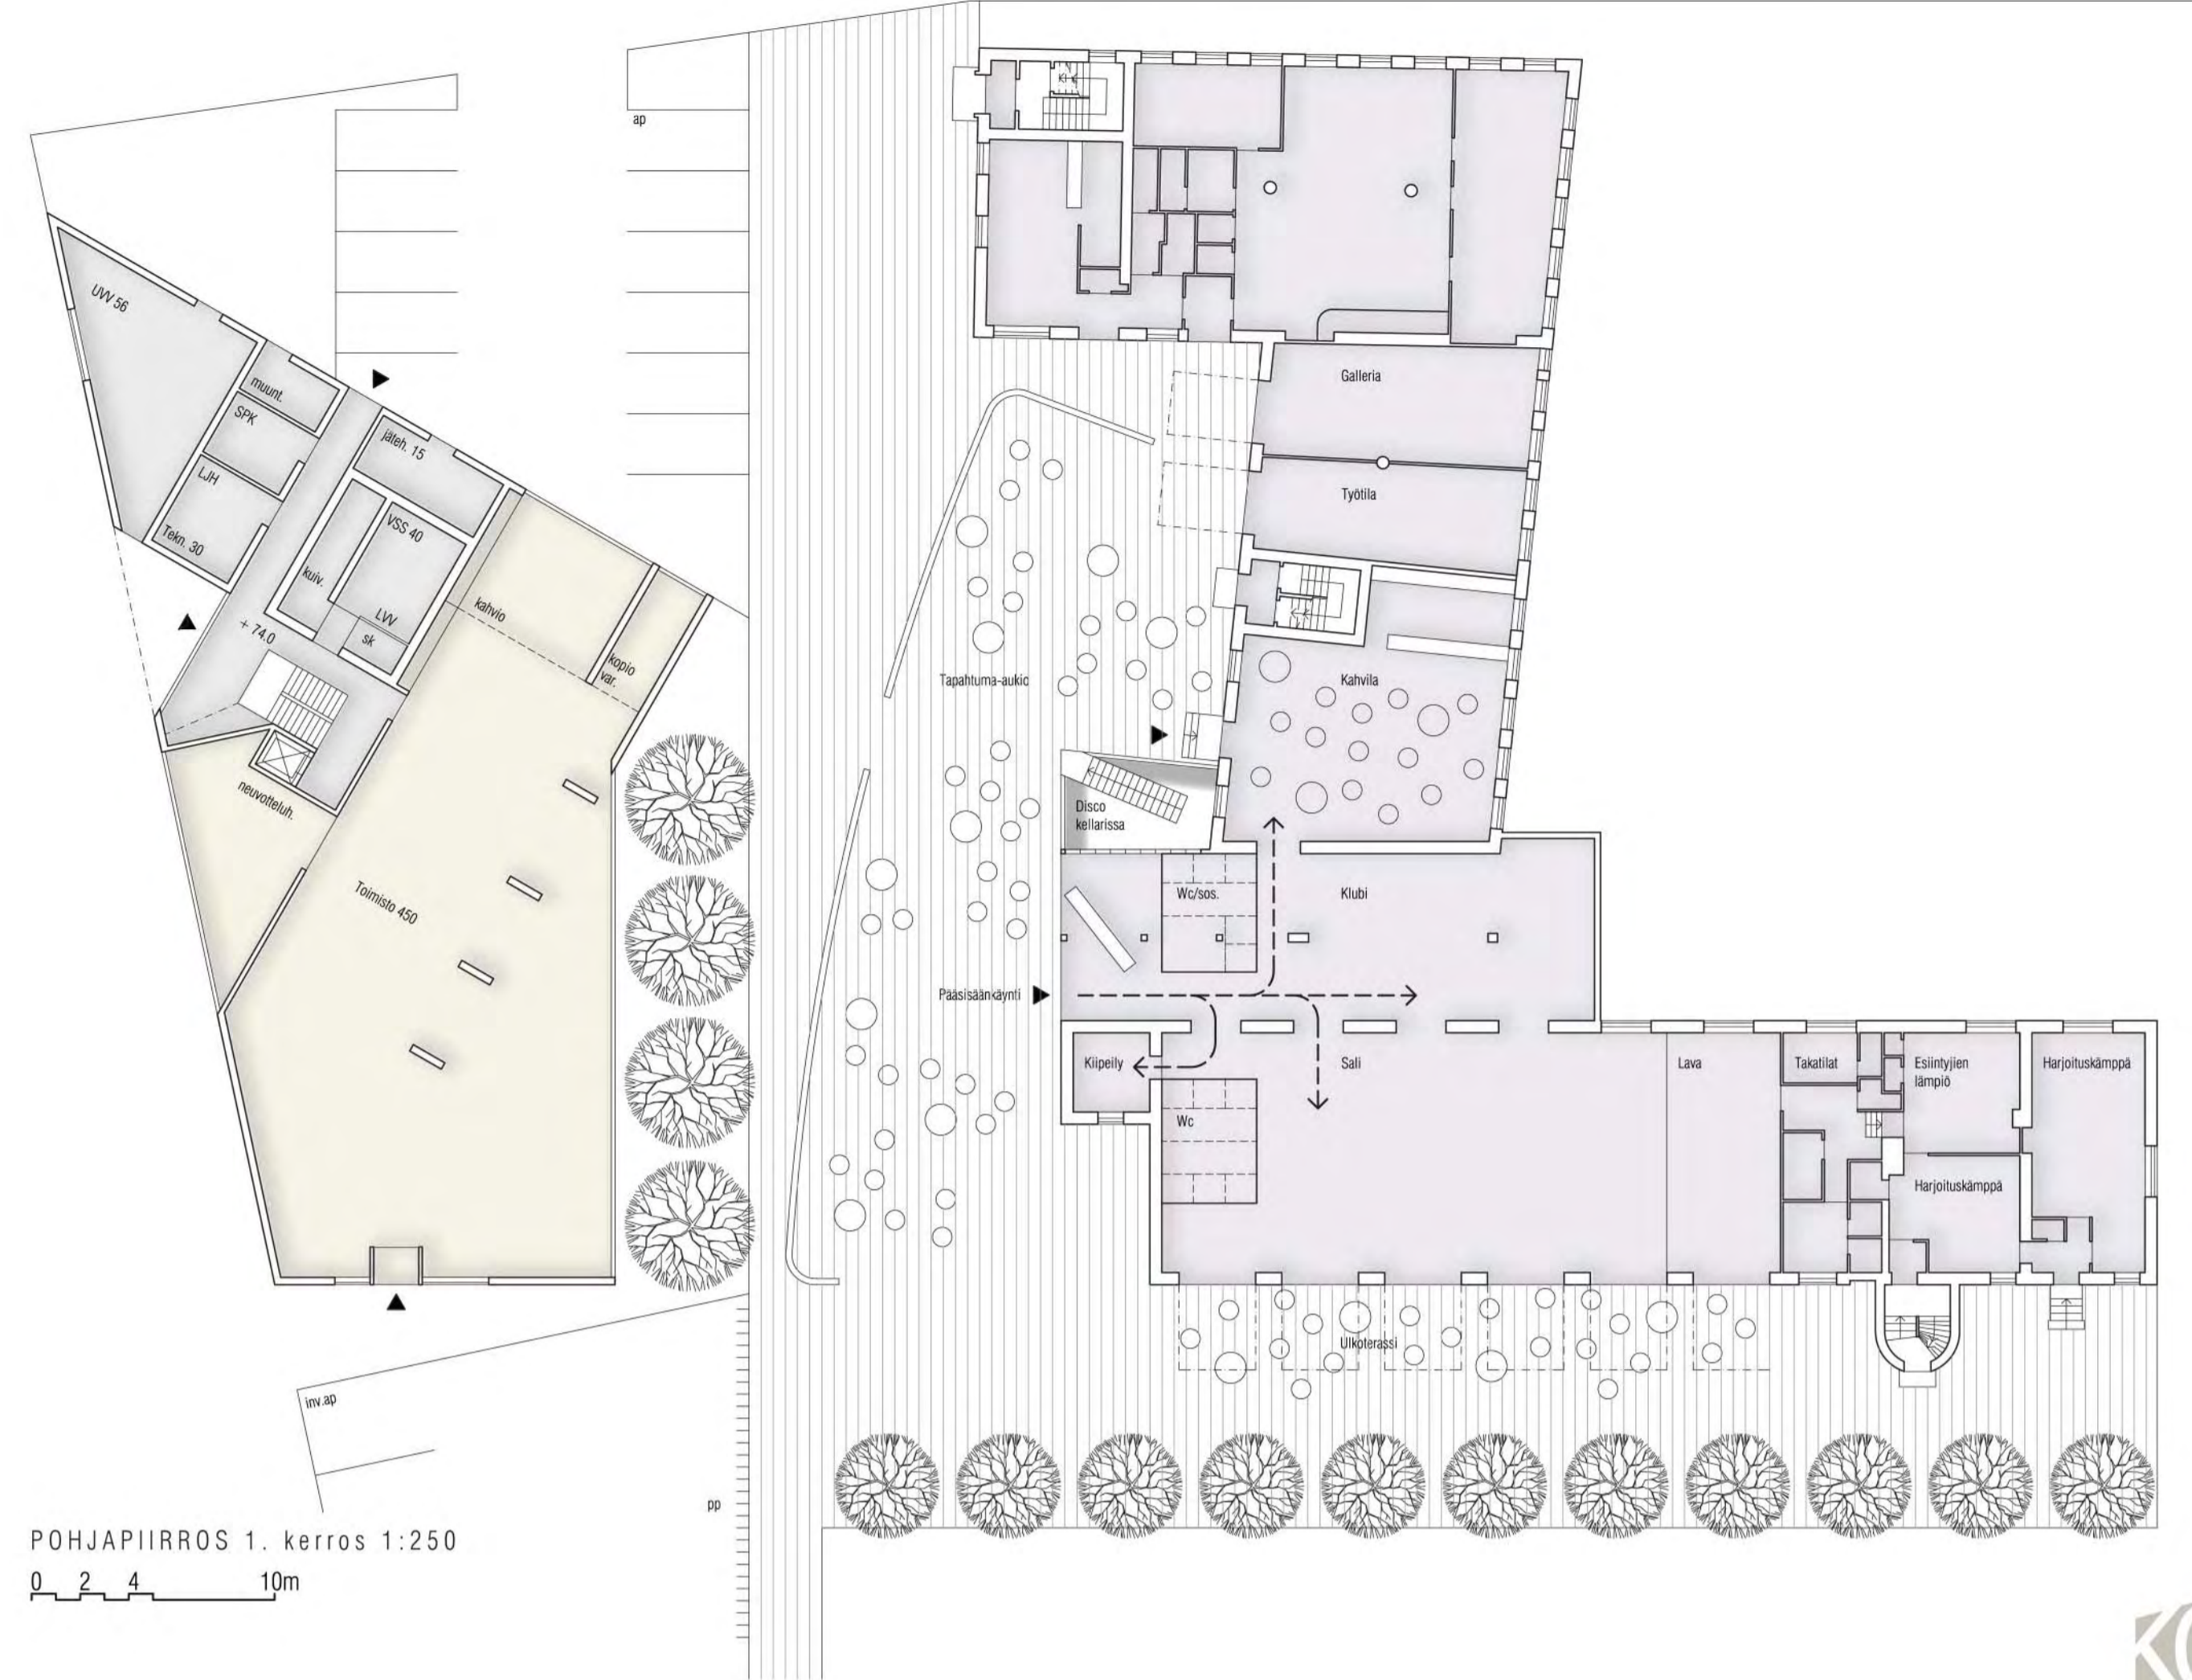 ap
UVV 56
muunt.
SPK
LJH
Tekn. 30
jäteh. 15
VSS 40
kuiv.
LVV
sk
+ 74.0
kahvio
kopio
var.
neuvotteluh.
Toimisto 450
Galleria
Työtila
Kahvila
Tapahtuma-aukio
Disco
kellarissa
Wc/sos.
Klubi
Pääsisäänkäynti
Kiipeily
Sali
Lava
Takatilat
Esiintyjien
lämpiö
Harjoituskämppä
Wc
Harjoituskämppä
Ulkoterassi
inv.ap
pp
POHJAPIIRROS 1. kerros 1:250
0 2 4 10m